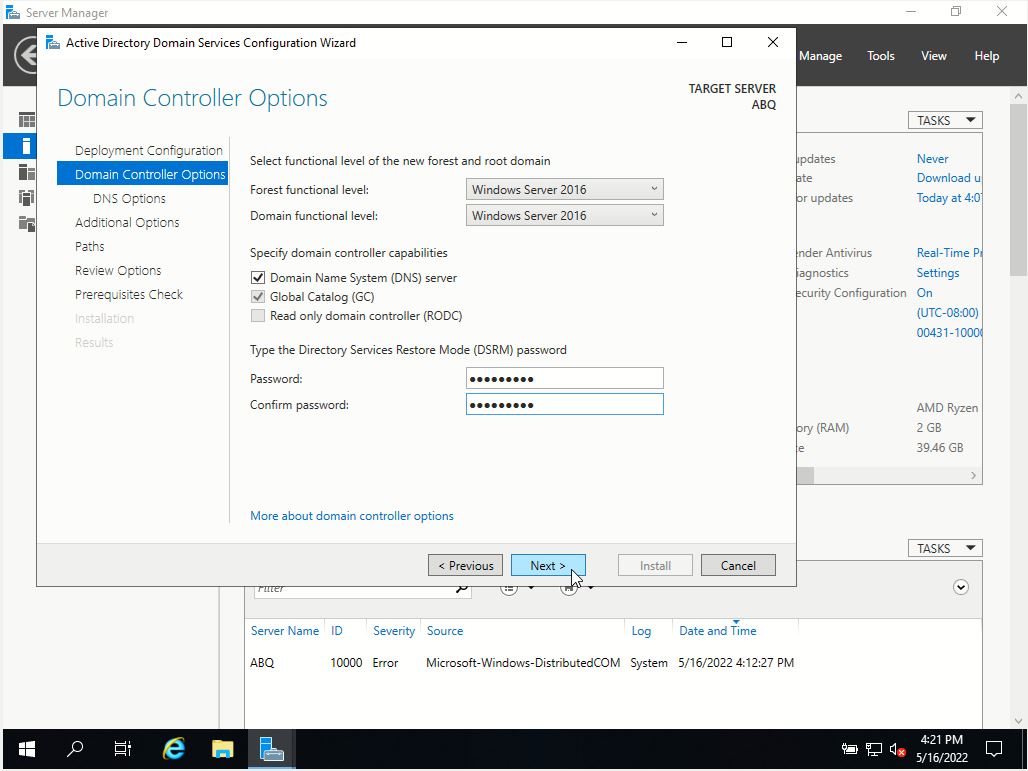 Server Manager
Active Directory Domain Services Configuration Wizard
Manage Tools View Help
Domain Controller Options
TARGET SERVER
ABQ
TASKS
Deployment Configuration
Domain Controller Options
DNS Options
Additional Options
Paths
Review Options
Prerequisites Check
Installation
Results
Select functional level of the new forest and root domain
Forest functional level: Windows Server 2016
Domain functional level: Windows Server 2016
Specify domain controller capabilities
Domain Name System (DNS) server
Global Catalog (GC)
Read only domain controller (RODC)
Type the Directory Services Restore Mode (DSRM) password
Password: ●●●●●●●●●
Confirm password: ●●●●●●●●●
More about domain controller options
< Previous Next > Install Cancel
updates Never
Download u
or updates Today at 4:07
nder Antivirus Real-Time Pr
iagnostics Settings
ecurity Configuration On
(UTC-08:00)
00431-10000
AMD Ryzen
ory (RAM) 2 GB
39.46 GB
TASKS
Filter
Server Name ID Severity Source Log Date and Time
ABQ 10000 Error Microsoft-Windows-DistributedCOM System 5/16/2022 4:12:27 PM
4:21 PM
5/16/2022